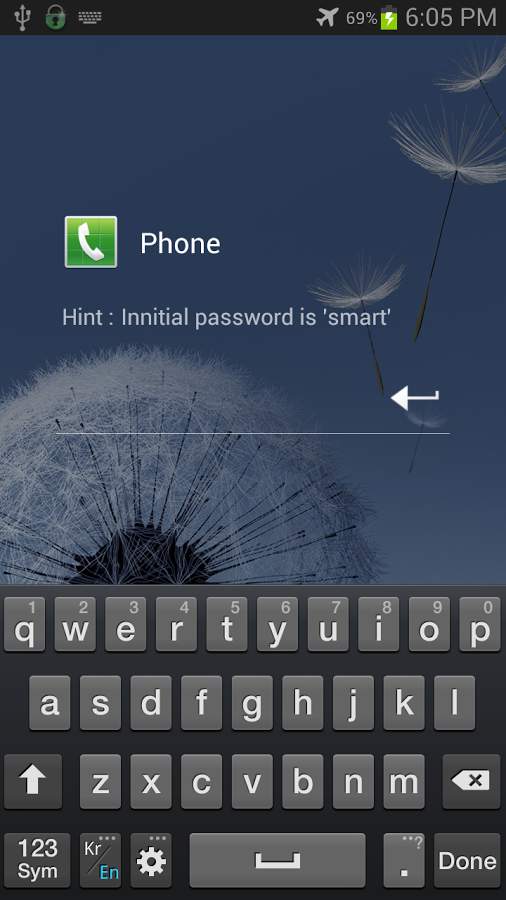 69% 6:05 PM
Phone
Hint : Innitial password is 'smart'
1 2 3 4 5 6 7 8 9 0
q w e r t y u i o p
a s d f g h j k l
z x c v b n m
123 Sym Kr/En . ? Done